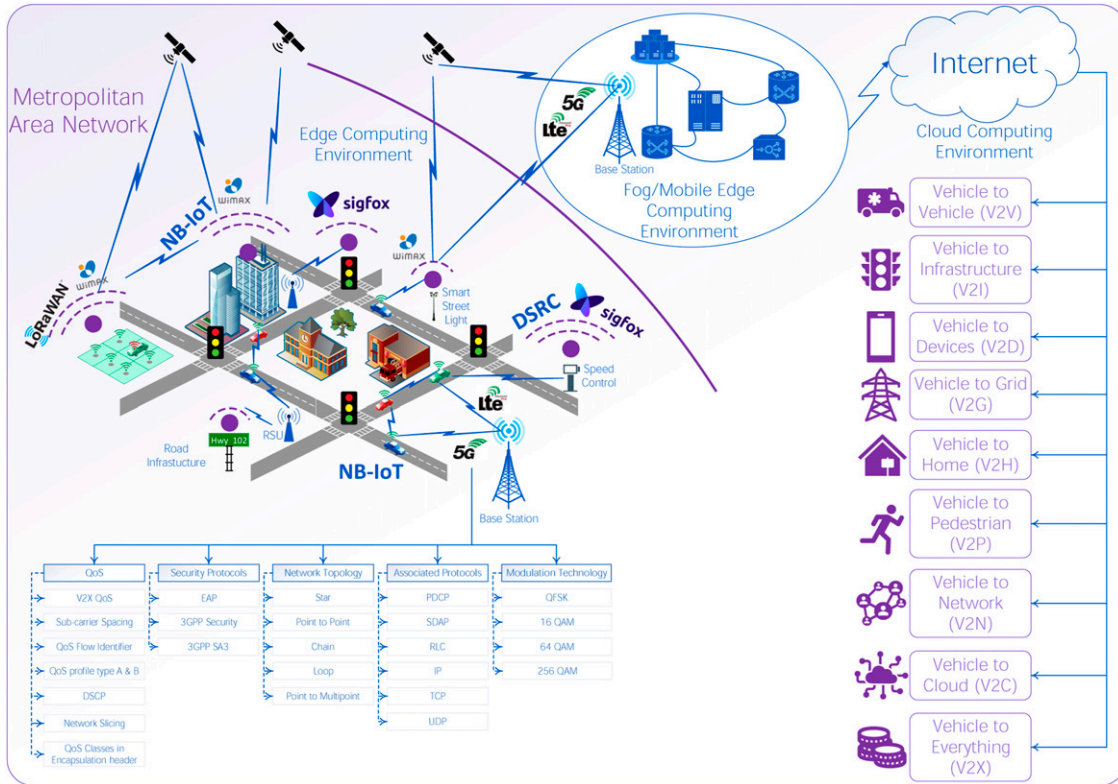 Metropolitan
Area Network
Edge Computing
Environment
5G
Lte
Base Station
Fog/Mobile Edge
Computing
Environment
Internet
Cloud Computing
Environment
WiMAX
NB-IoT
sigfox
WiMAX
WiMAX
LoRaWAN
Smart
Street
Light
DSRC
sigfox
Speed
Control
Lte
RSU
Hwy 102
Road
Infrastucture
NB-IoT
5G
Base Station
Vehicle to
Vehicle (V2V)
Vehicle to
Infrastructure
(V2I)
Vehicle to
Devices (V2D)
Vehicle to Grid
(V2G)
Vehicle to
Home (V2H)
Vehicle to
Pedestrian
(V2P)
Vehicle to
Network
(V2N)
Vehicle to
Cloud (V2C)
Vehicle to
Everything
(V2X)
QoS
V2X QoS
Sub-carrier Spacing
QoS Flow Identifier
QoS profile type A & B
DSCP
Network Slicing
QoS Classes in
Encapsulation header
Security Protocols
EAP
3GPP Security
3GPP SA3
Network Topology
Star
Point to Point
Chain
Loop
Point to Multipoint
Associated Protocols
PDCP
SDAP
RLC
IP
TCP
UDP
Modulation Technology
QFSK
16 QAM
64 QAM
256 QAM